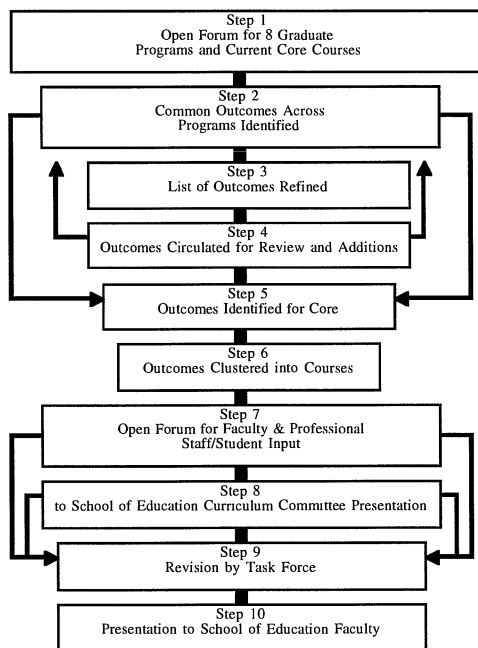 Step 1
Open Forum for 8 Graduate
Programs and Current Core Courses
Step 2
Common Outcomes Across
Programs Identified
Step 3
List of Outcomes Refined
Step 4
Outcomes Circulated for Review and Additions
Step 5
Outcomes Identified for Core
Step 6
Outcomes Clustered into Courses
Step 7
Open Forum for Faculty & Professional
Staff/Student Input
Step 8
to School of Education Curriculum Committee Presentation
Step 9
Revision by Task Force
Step 10
Presentation to School of Education Faculty